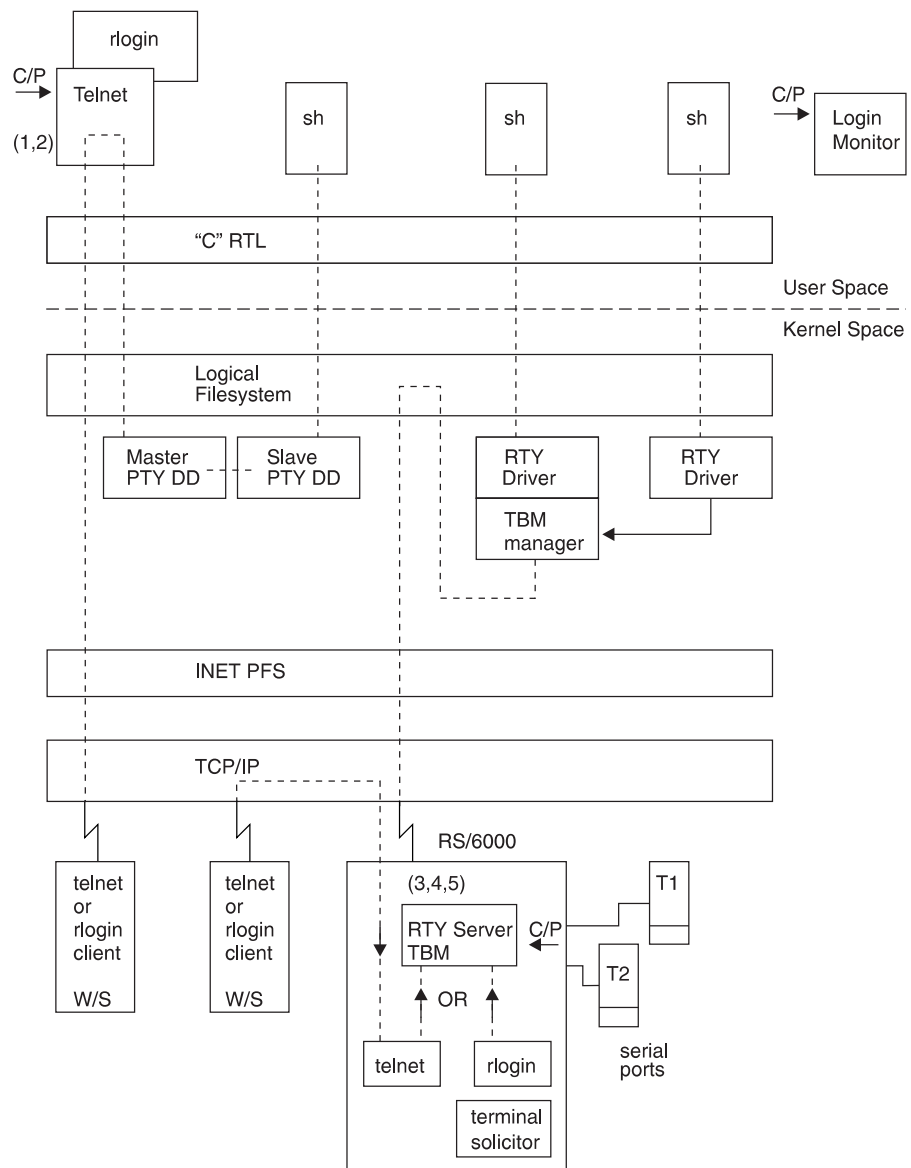 rlogin
C/P
Telnet
(1,2)
sh
sh
sh
C/P
Login
Monitor
“C” RTL
User Space
Kernel Space
Logical
Filesystem
Master
PTY DD
Slave
PTY DD
RTY
Driver
RTY
Driver
TBM
manager
INET PFS
TCP/IP
RS/6000
telnet
or
rlogin
client
W/S
telnet
or
rlogin
client
W/S
(3,4,5)
RTY Server
TBM
C/P
T1
T2
OR
serial
ports
telnet
rlogin
terminal
solicitor